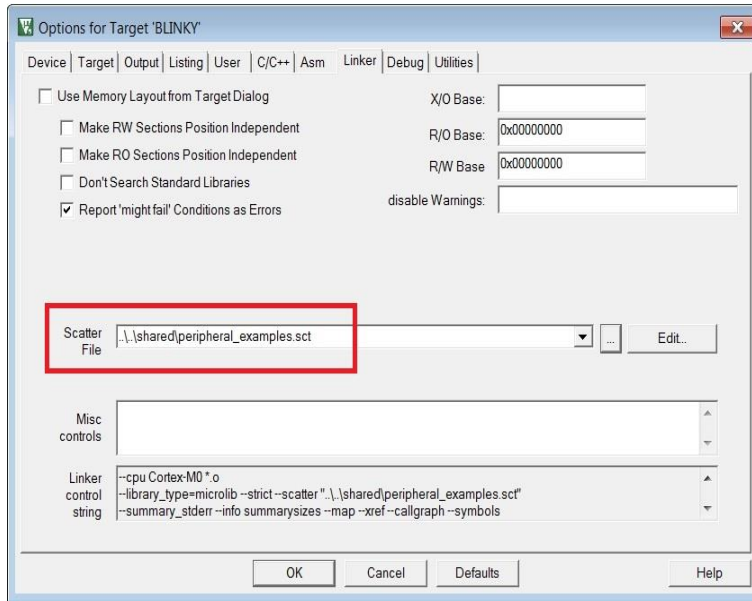 Options for Target 'BLINKY'
Device Target Output Listing User C/C++ Asm Linker Debug Utilities
Use Memory Layout from Target Dialog
Make RW Sections Position Independent
Make RO Sections Position Independent
Don't Search Standard Libraries
Report 'might fail' Conditions as Errors
X/O Base:
R/O Base: 0x00000000
R/W Base 0x00000000
disable Warnings:
Scatter
File
..\..\shared\peripheral_examples.sct
...
Edit...
Misc
controls
Linker
control
string
--cpu Cortex-M0 *.o
--library_type=microlib --strict --scatter "..\..\shared\peripheral_examples.sct"
--summary_stderr --info summarysizes --map --xref --callgraph --symbols
OK Cancel Defaults Help